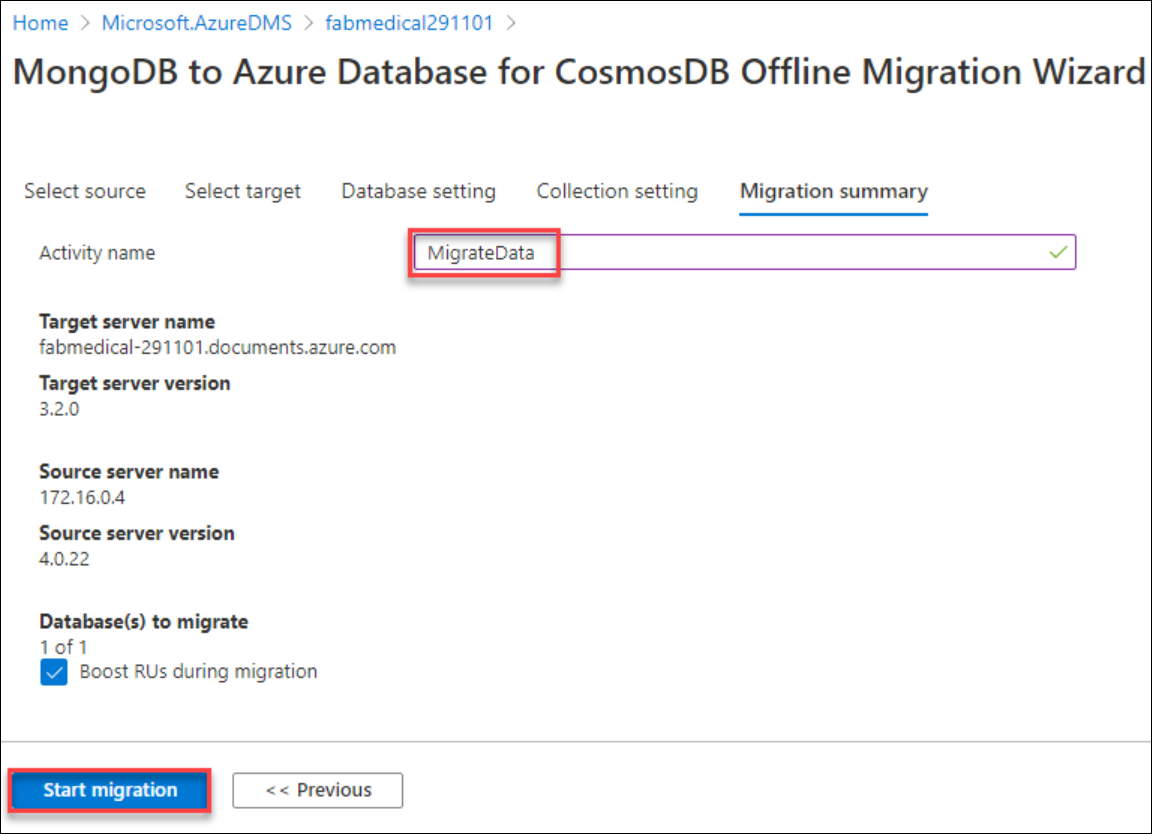 Home > Microsoft.AzureDMS > fabmedical291101 >
MongoDB to Azure Database for CosmosDB Offline Migration Wizard
Select source Select target Database setting Collection setting Migration summary
Activity name MigrateData
Target server name
fabmedical-291101.documents.azure.com
Target server version
3.2.0
Source server name
172.16.0.4
Source server version
4.0.22
Database(s) to migrate
1 of 1
Boost RUs during migration
Start migration << Previous